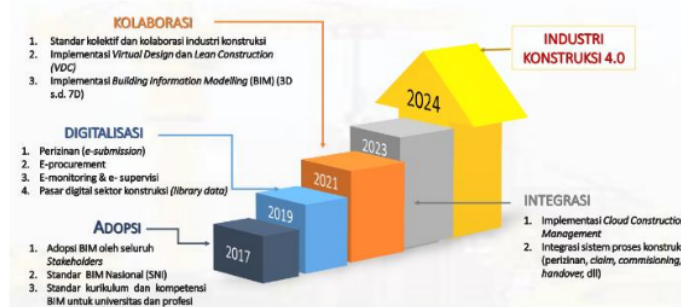 KOLABORASI
1. Standar kolektif dan kolaborasi industri konstruksi
2. Implementasi Virtual Design dan Lean Construction
(VDC)
3. Implementasi Building Information Modelling (BIM) (3D
s.d. 7D)
DIGITALISASI
1. Perizinan (e-submission)
2. E-procurement
3. E-monitoring & e- supervisi
4. Pasar digital sektor konstruksi (library data)
ADOPSI
1. Adopsi BIM oleh seluruh
Stakeholders
2. Standar BIM Nasional (SNI)
3. Standar kurikulum dan kompetensi
BIM untuk universitas dan profesi
2017
2019
2021
2023
2024
INDUSTRI
KONSTRUKSI 4.0
INTEGRASI
1. Implementasi Cloud Construction
Management
2. Integrasi sistem proses konstruk
(perizinan, claim, commisioning,
handover, dll)